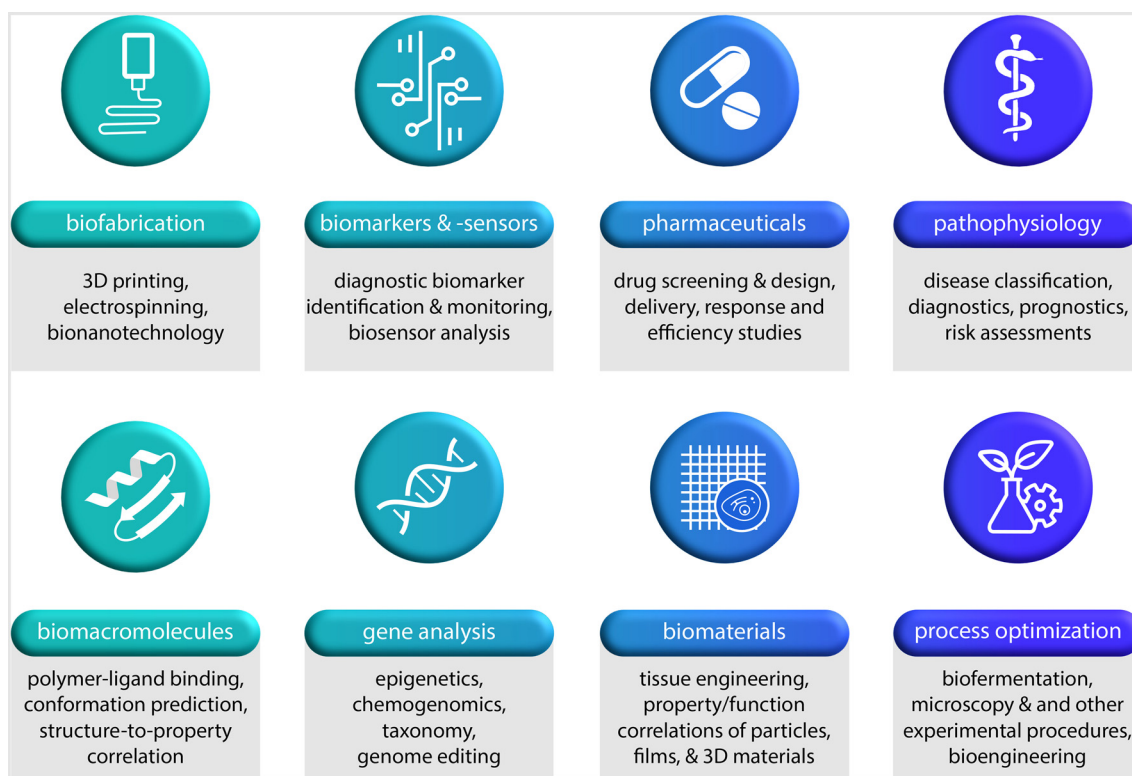 biofabrication
3D printing,
electrospinning,
bionanotechnology
biomarkers & -sensors
diagnostic biomarker
identification & monitoring,
biosensor analysis
pharmaceuticals
drug screening & design,
delivery, response and
efficiency studies
pathophysiology
disease classification,
diagnostics, prognostics,
risk assessments
biomacromolecules
polymer-ligand binding,
conformation prediction,
structure-to-property
correlation
gene analysis
epigenetics,
chemogenomics,
taxonomy,
genome editing
biomaterials
tissue engineering,
property/function
correlations of particles,
films, & 3D materials
process optimization
biofermentation,
microscopy & and other
experimental procedures,
bioengineering